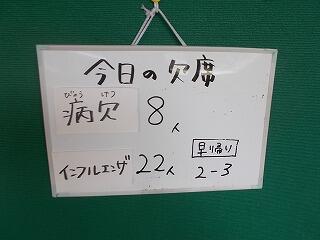 今日の欠席
びょう けつ
病欠 8人
早り帰り
インフルエンザ 22人 2-3